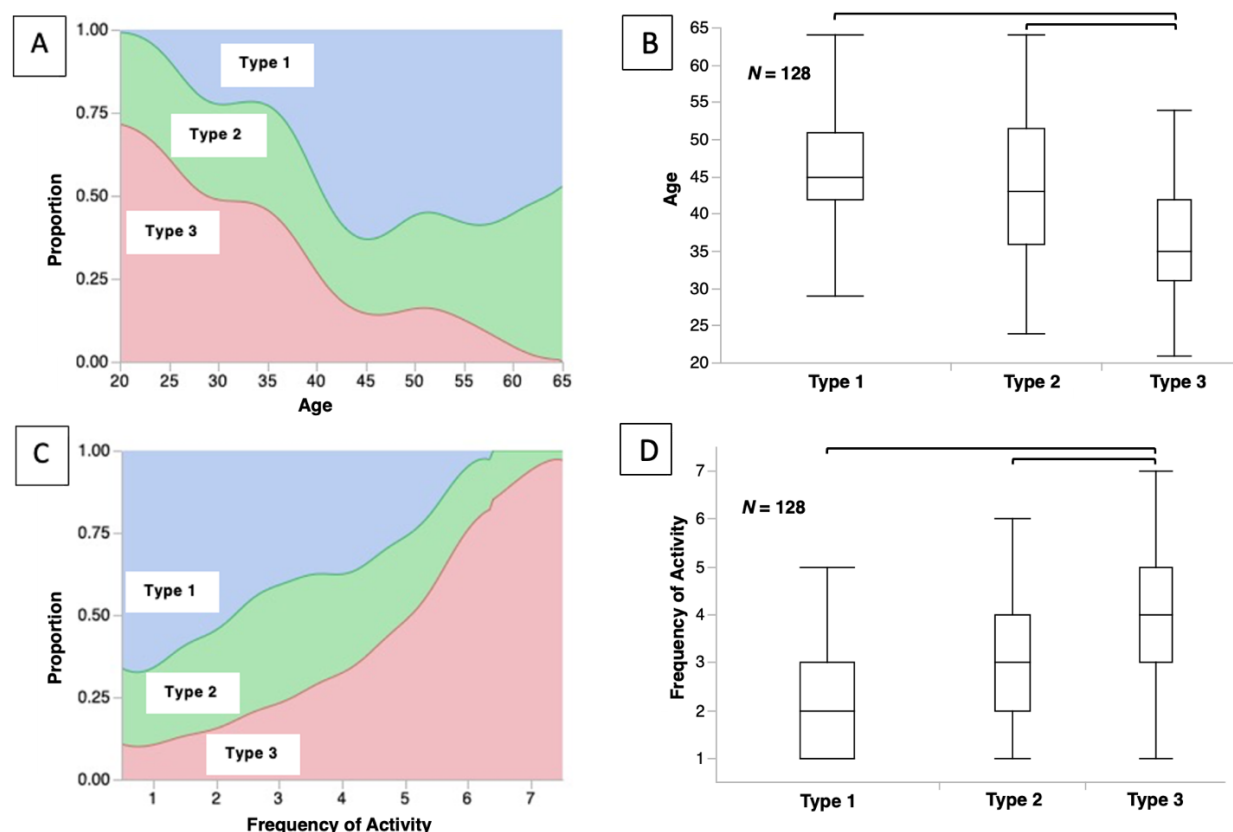 A
1.00
0.75
0.50
0.25
0.00
Proportion
Type 1
Type 2
Type 3
20 25 30 35 40 45 50 55 60 65
Age
B
65
60
55
50
45
40
35
30
25
20
Age
N = 128
Type 1 Type 2 Type 3
C
1.00
0.75
0.50
0.25
0.00
Proportion
Type 1
Type 2
Type 3
1 2 3 4 5 6 7
Frequency of Activity
D
7
6
5
4
3
2
1
Frequency of Activity
N = 128
Type 1 Type 2 Type 3